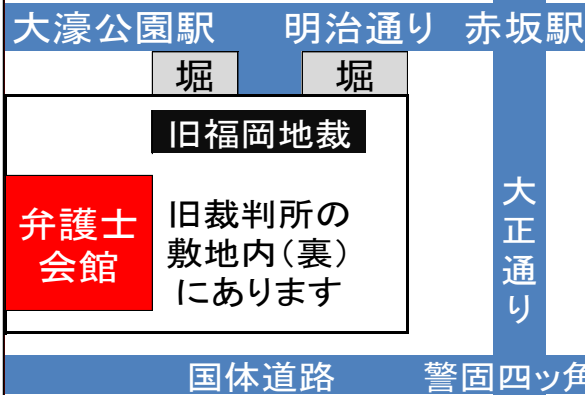 大濠公園駅 明治通り 赤坂駅
堀 堀
旧福岡地裁
弁護士
会館
旧裁判所の
敷地内(裏)
にあります
大正通り
国体道路 警固四ツ角